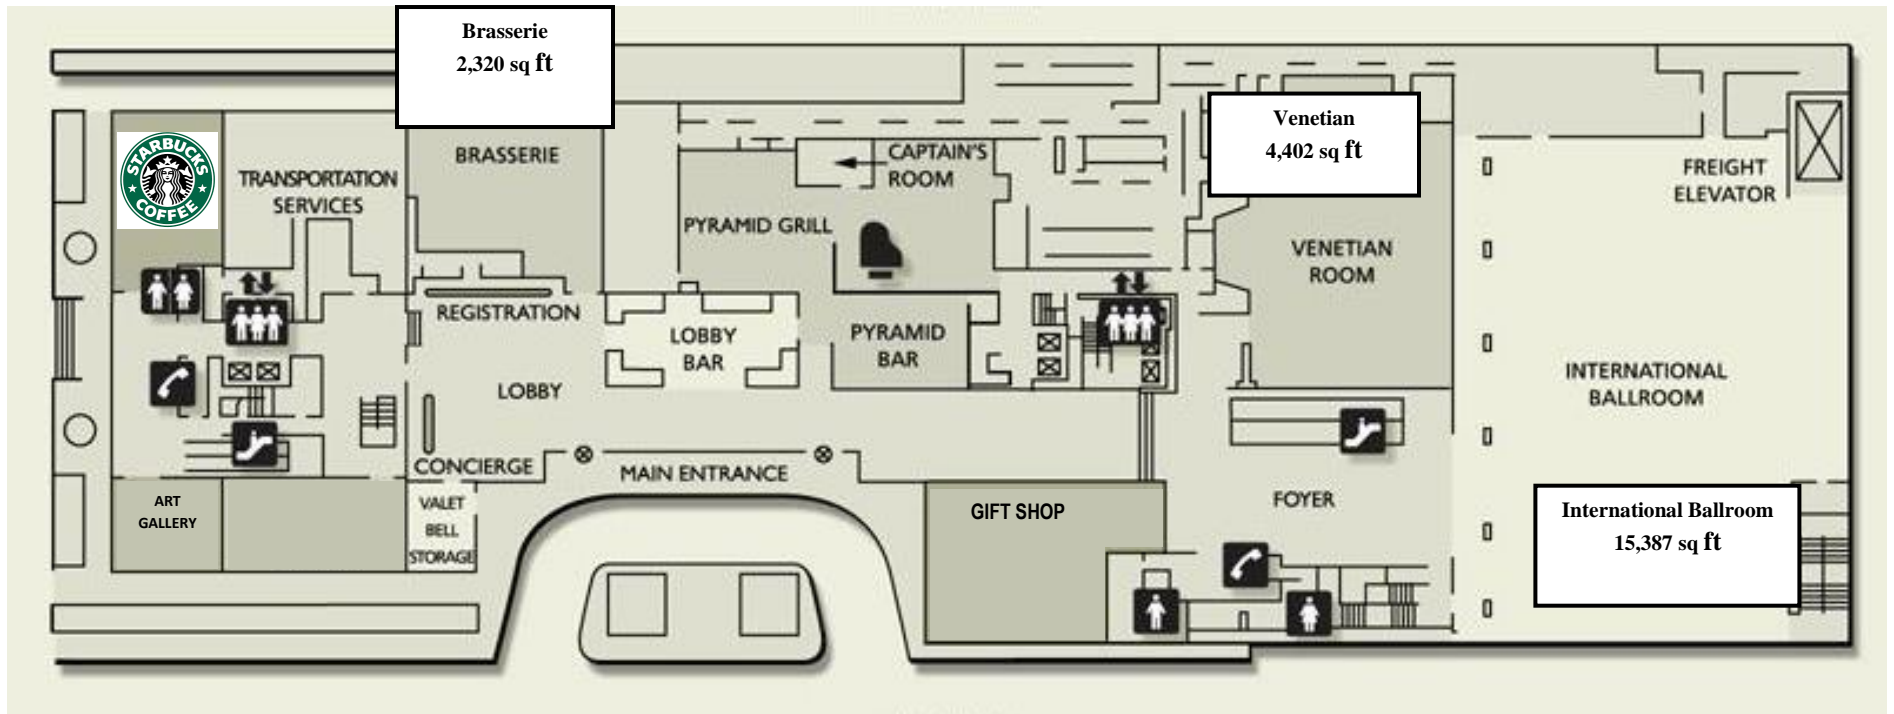 Brasserie
2,320 sq ft
Venetian
4,402 sq ft
STARBUCKS
COFFEE
TRANSPORTATION
SERVICES
BRASSERIE
CAPTAIN'S
ROOM
PYRAMID GRILL
FREIGHT
ELEVATOR
VENETIAN
ROOM
REGISTRATION
LOBBY
BAR
PYRAMID
BAR
LOBBY
INTERNATIONAL
BALLROOM
CONCIERGE
MAIN ENTRANCE
ART
GALLERY
VALET
BELL
STORAGE
GIFT SHOP
FOYER
International Ballroom
15,387 sq ft